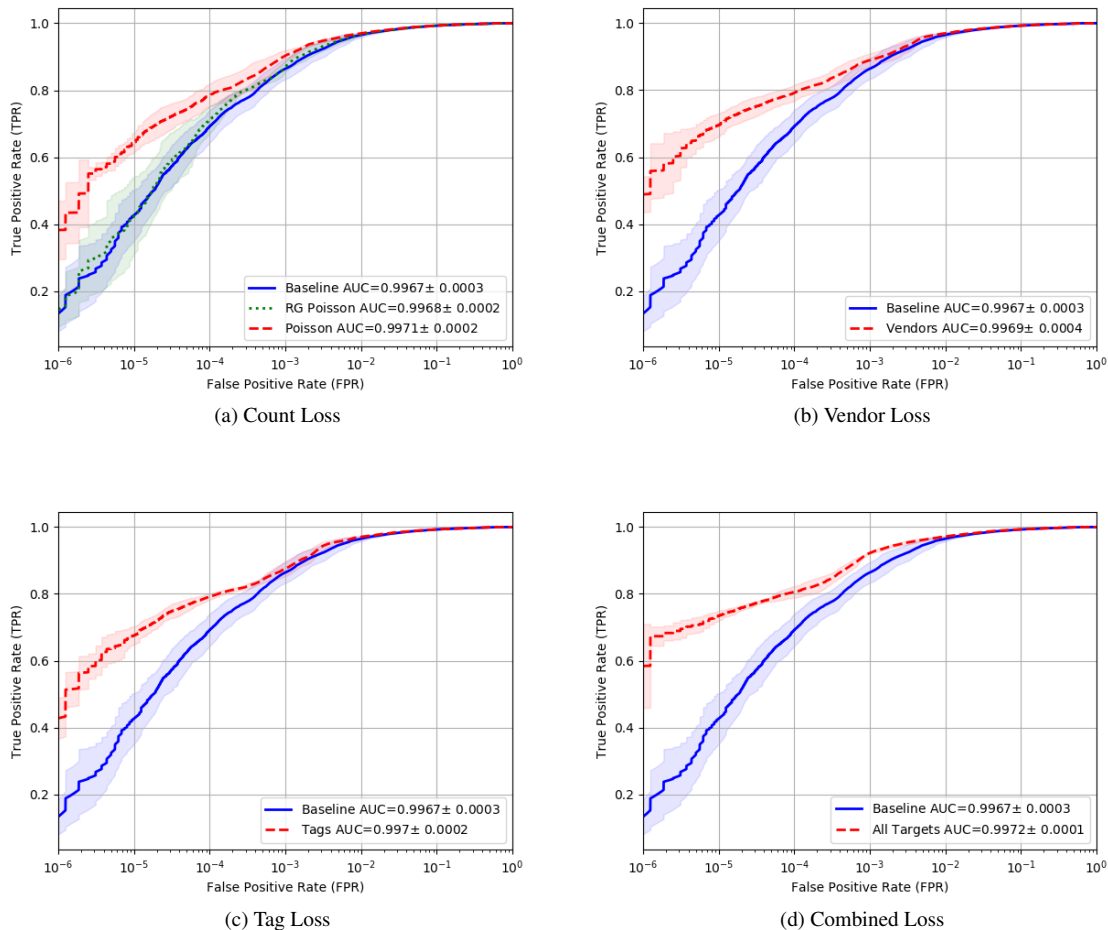 1.0
0.8
0.6
0.4
0.2
True Positive Rate (TPR)
Baseline AUC=0.9967± 0.0003
RG Poisson AUC=0.9968± 0.0002
Poisson AUC=0.9971± 0.0002
10⁻⁶ 10⁻⁵ 10⁻⁴ 10⁻³ 10⁻² 10⁻¹ 10⁰
False Positive Rate (FPR)
(a) Count Loss
1.0
0.8
0.6
0.4
0.2
True Positive Rate (TPR)
Baseline AUC=0.9967± 0.0003
Vendors AUC=0.9969± 0.0004
10⁻⁶ 10⁻⁵ 10⁻⁴ 10⁻³ 10⁻² 10⁻¹ 10⁰
False Positive Rate (FPR)
(b) Vendor Loss
1.0
0.8
0.6
0.4
0.2
True Positive Rate (TPR)
Baseline AUC=0.9967± 0.0003
Tags AUC=0.997± 0.0002
10⁻⁶ 10⁻⁵ 10⁻⁴ 10⁻³ 10⁻² 10⁻¹ 10⁰
False Positive Rate (FPR)
(c) Tag Loss
1.0
0.8
0.6
0.4
0.2
True Positive Rate (TPR)
Baseline AUC=0.9967± 0.0003
All Targets AUC=0.9972± 0.0001
10⁻⁶ 10⁻⁵ 10⁻⁴ 10⁻³ 10⁻² 10⁻¹ 10⁰
False Positive Rate (FPR)
(d) Combined Loss